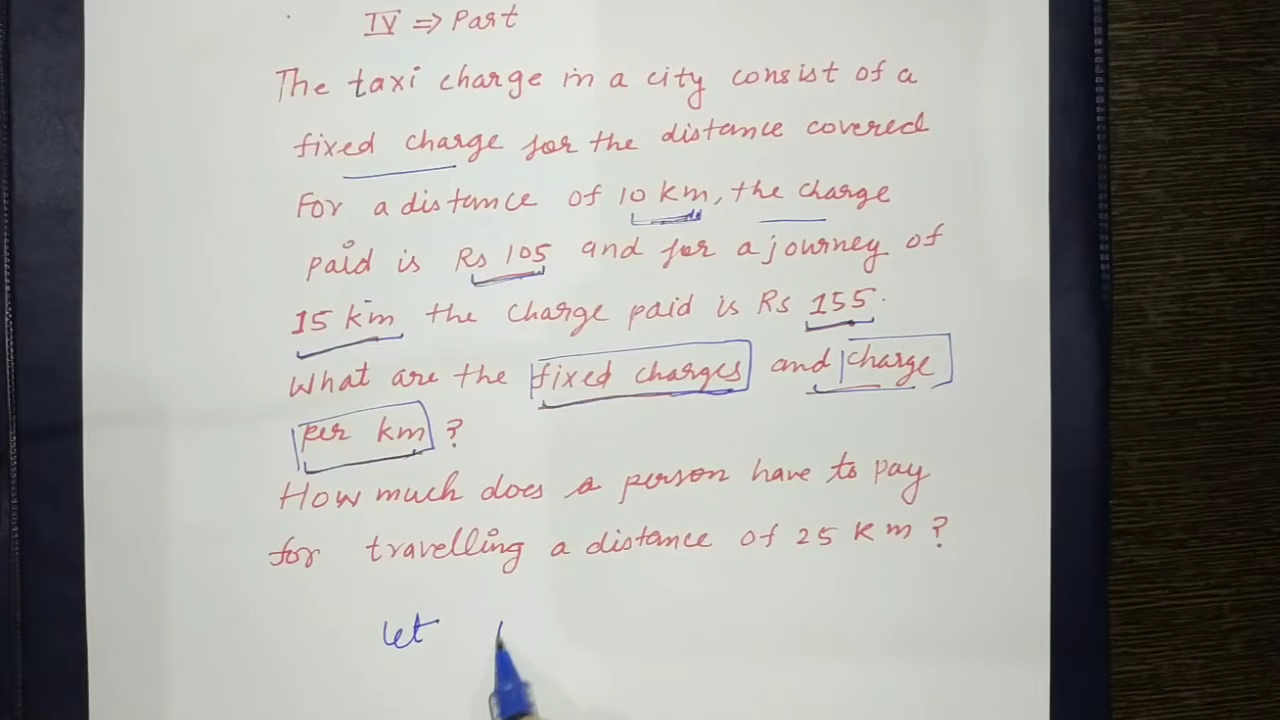 IV => Part
The taxi charge in a city consist of a
fixed charge for the distance covered
For a distance of 10 km, the charge
paid is Rs 105 and for a journey of
15 km the charge paid is Rs 155.
What are the fixed charges and charge
per km ?
How much does a person have to pay
for travelling a distance of 25 Km ?
Let